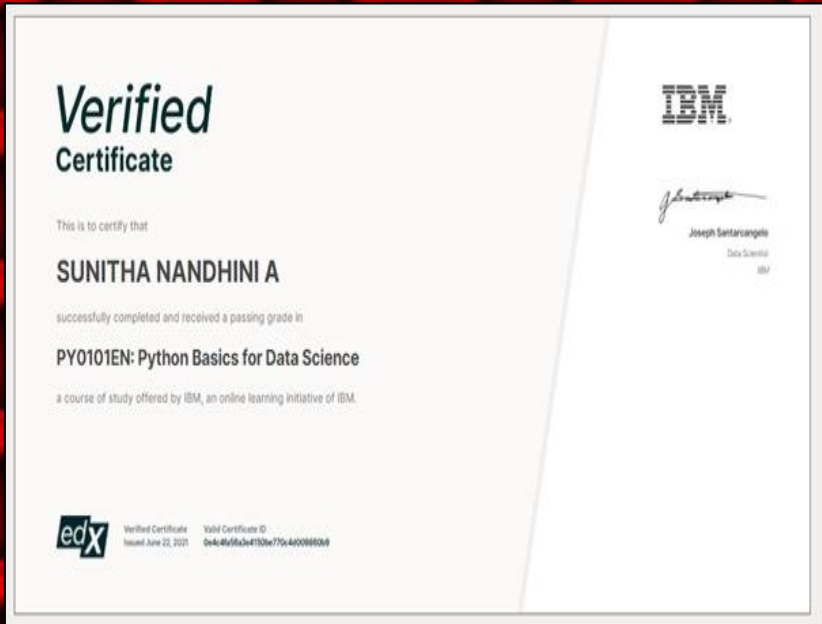 Verified
Certificate
This is to certify that
SUNITHA NANDHINI A
successfully completed and received a passing grade in
PY0101EN: Python Basics for Data Science
a course of study offered by IBM, an online learning initiative of IBM.
edX
Verified Certificate
Issued June 22, 2021
Valid Certificate ID
IBM
Joseph Santarcangelo
Data Scientist
IBM